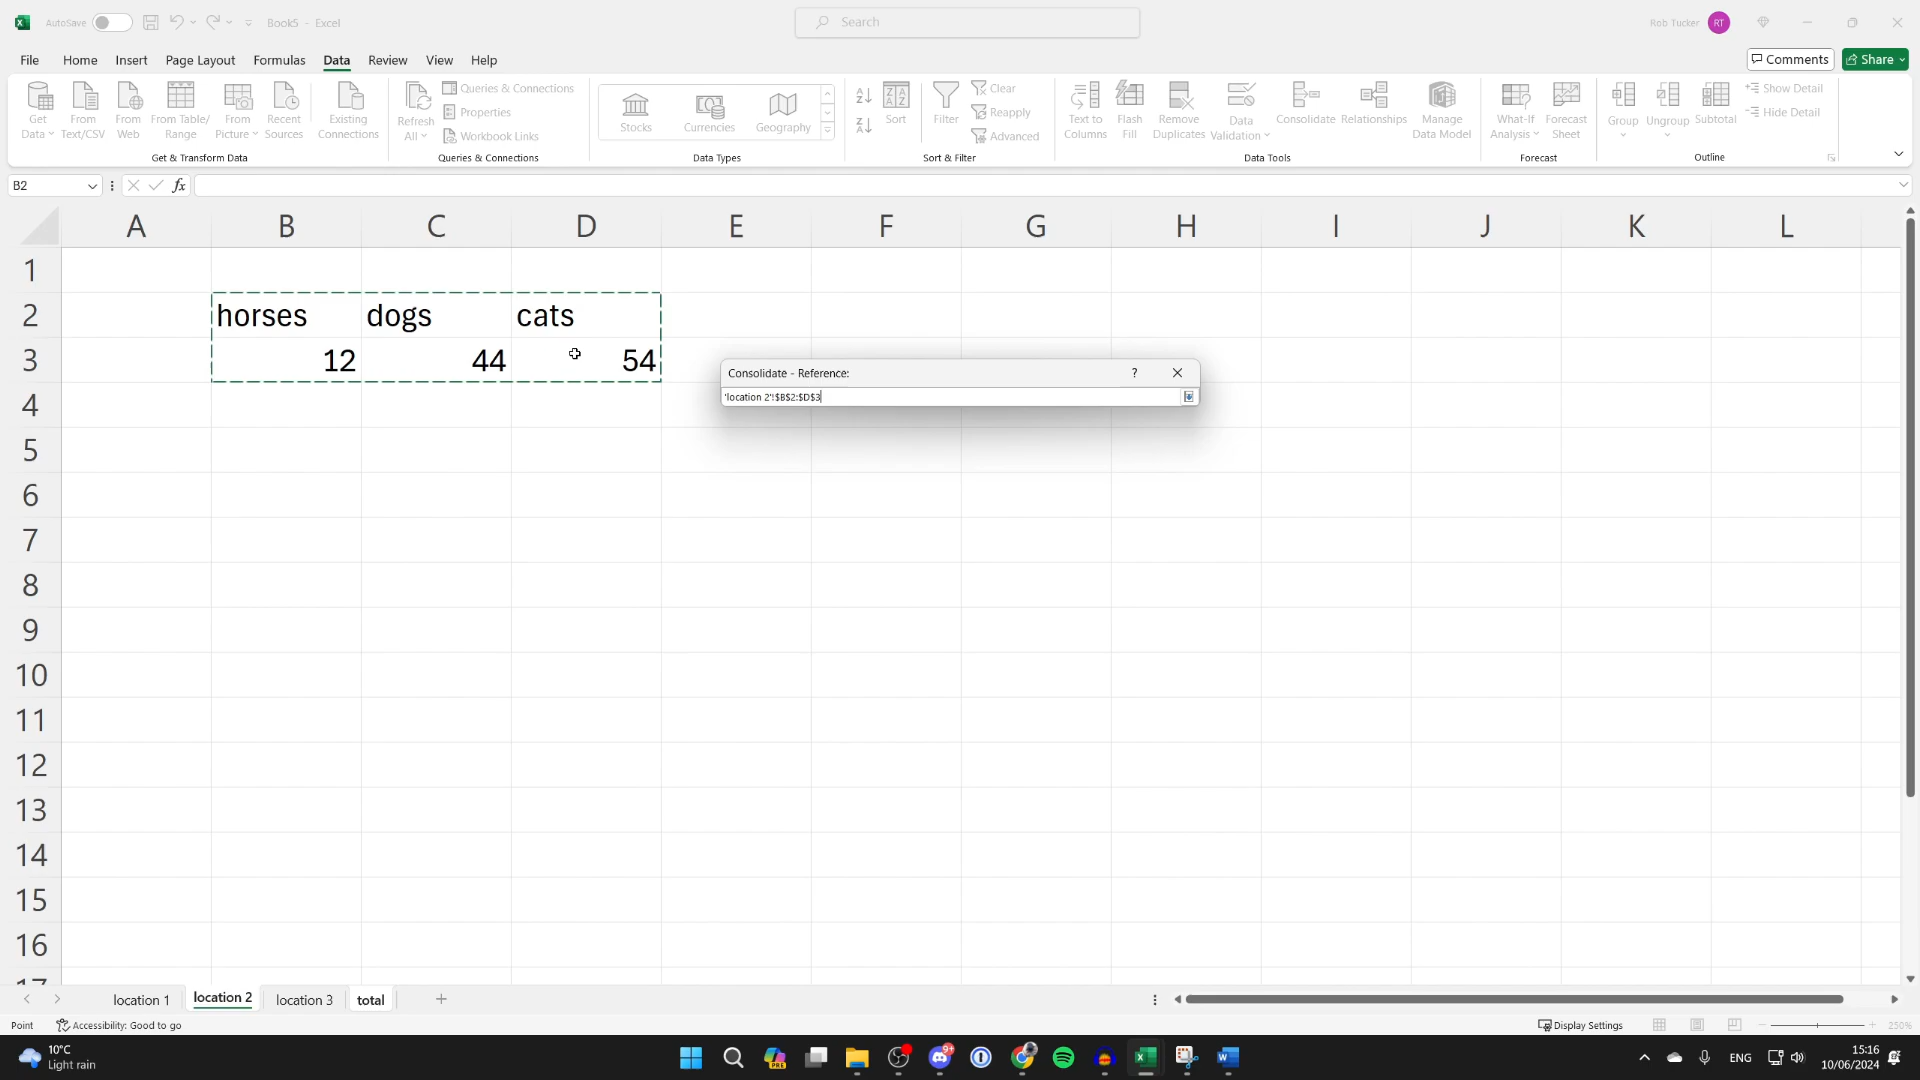 AutoSave
Book5 - Excel
Search
Rob Tucker
RT
File Home Insert Page Layout Formulas Data Review View Help
Comments
Share
Get Data
From Text/CSV
From Web
From Table/ Range
From Picture
Recent Sources
Existing Connections
Get & Transform Data
Refresh All
Queries & Connections
Properties
Workbook Links
Queries & Connections
Stocks
Currencies
Geography
Data Types
Sort
Filter
Clear
Reapply
Advanced
Sort & Filter
Text to Columns
Flash Fill
Remove Duplicates
Data Validation
Consolidate
Relationships
Manage Data Model
Data Tools
What-If Analysis
Forecast Sheet
Forecast
Group
Ungroup
Subtotal
Show Detail
Hide Detail
Outline
B2
fx
A B C D E F G H I J K L
1
2 horses dogs cats
3 12 44 54
4
5
6
7
8
9
10
11
12
13
14
15
16
17
Consolidate - Reference:
?
'location 2'!$B$2:$D$3
location 1 location 2 location 3 total
Point
Accessibility: Good to go
Display Settings
250%
10°C
Light rain
PRE
9+
ENG
15:16
10/06/2024